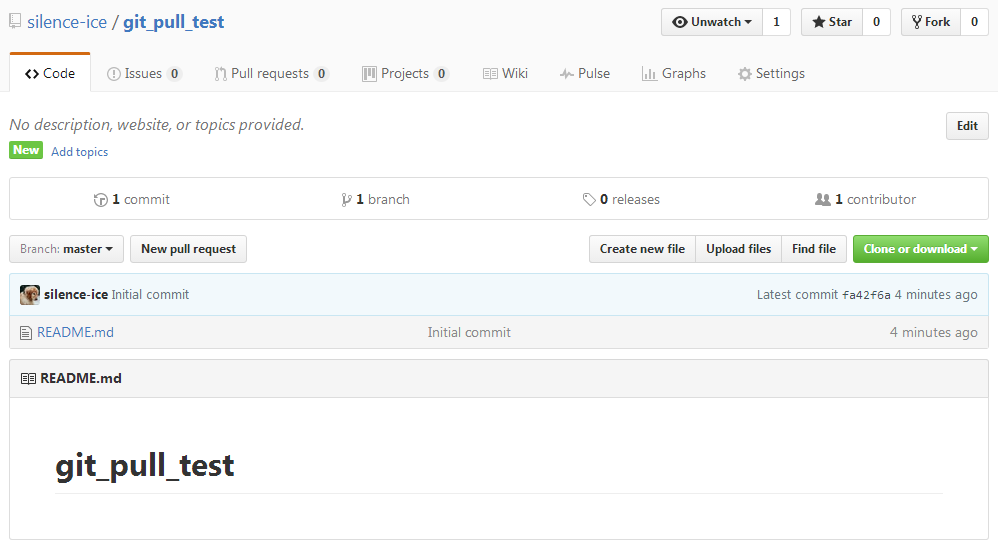 silence-ice / git_pull_test Unwatch 1 Star 0 Fork 0
Code Issues 0 Pull requests 0 Projects 0 Wiki Pulse Graphs Settings
No description, website, or topics provided. Edit
New Add topics
1 commit 1 branch 0 releases 1 contributor
Branch: master New pull request Create new file Upload files Find file Clone or download
silence-ice Initial commit Latest commit fa42f6a 4 minutes ago
README.md Initial commit 4 minutes ago
README.md
git_pull_test